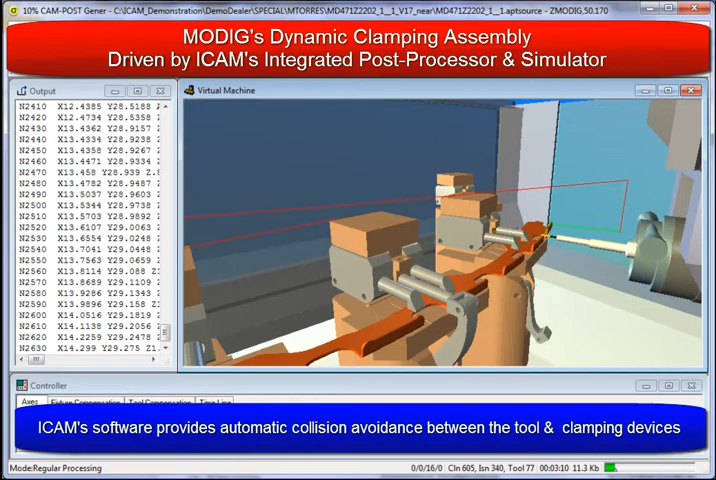 10% CAM-POST Gener - C:\ICAM_Demonstration\DemoDealer\SPECIAL\MTORRES\MD471Z2202_1__1_V17_near/MD471Z2202_1__1.aptsource - ZMODIG,50.170
MODIG's Dynamic Clamping Assembly
Driven by ICAM's Integrated Post-Processor & Simulator
Output
Virtual Machine
N2410 X12.4385 Y28.5188 Z
N2420 X12.4734 Y28.5358
N2430 X13.4362 Y28.9157
N2440 X13.4334 Y28.9238
N2450 X13.4358 Y28.9267
N2460 X13.4471 Y28.9334
N2470 X13.458 Y28.939 Z.
N2480 X13.4782 Y28.9487
N2490 X13.5037 Y28.9603
N2500 X13.5344 Y28.9738
N2510 X13.5703 Y28.9892
N2520 X13.6107 Y29.0063
N2530 X13.6554 Y29.0248
N2540 X13.7041 Y29.0448
N2550 X13.7563 Y29.0659
N2560 X13.8114 Y29.088 Z
N2570 X13.8689 Y29.1109
N2580 X13.9286 Y29.1343
N2590 X13.9896 Y29.158 Z
N2600 X14.0516 Y29.1819
N2610 X14.1138 Y29.2056
N2620 X14.2259 Y29.2478
N2630 X14.299 Y29.275 Z1
Controller
Axes Fixture Compensation Tool Compensation Time Line
ICAM's software provides automatic collision avoidance between the tool & clamping devices
Mode:Regular Processing 0/0/16/0 Cln 605, Isn 340, Tool 77 00:03:10 11.3 Kb